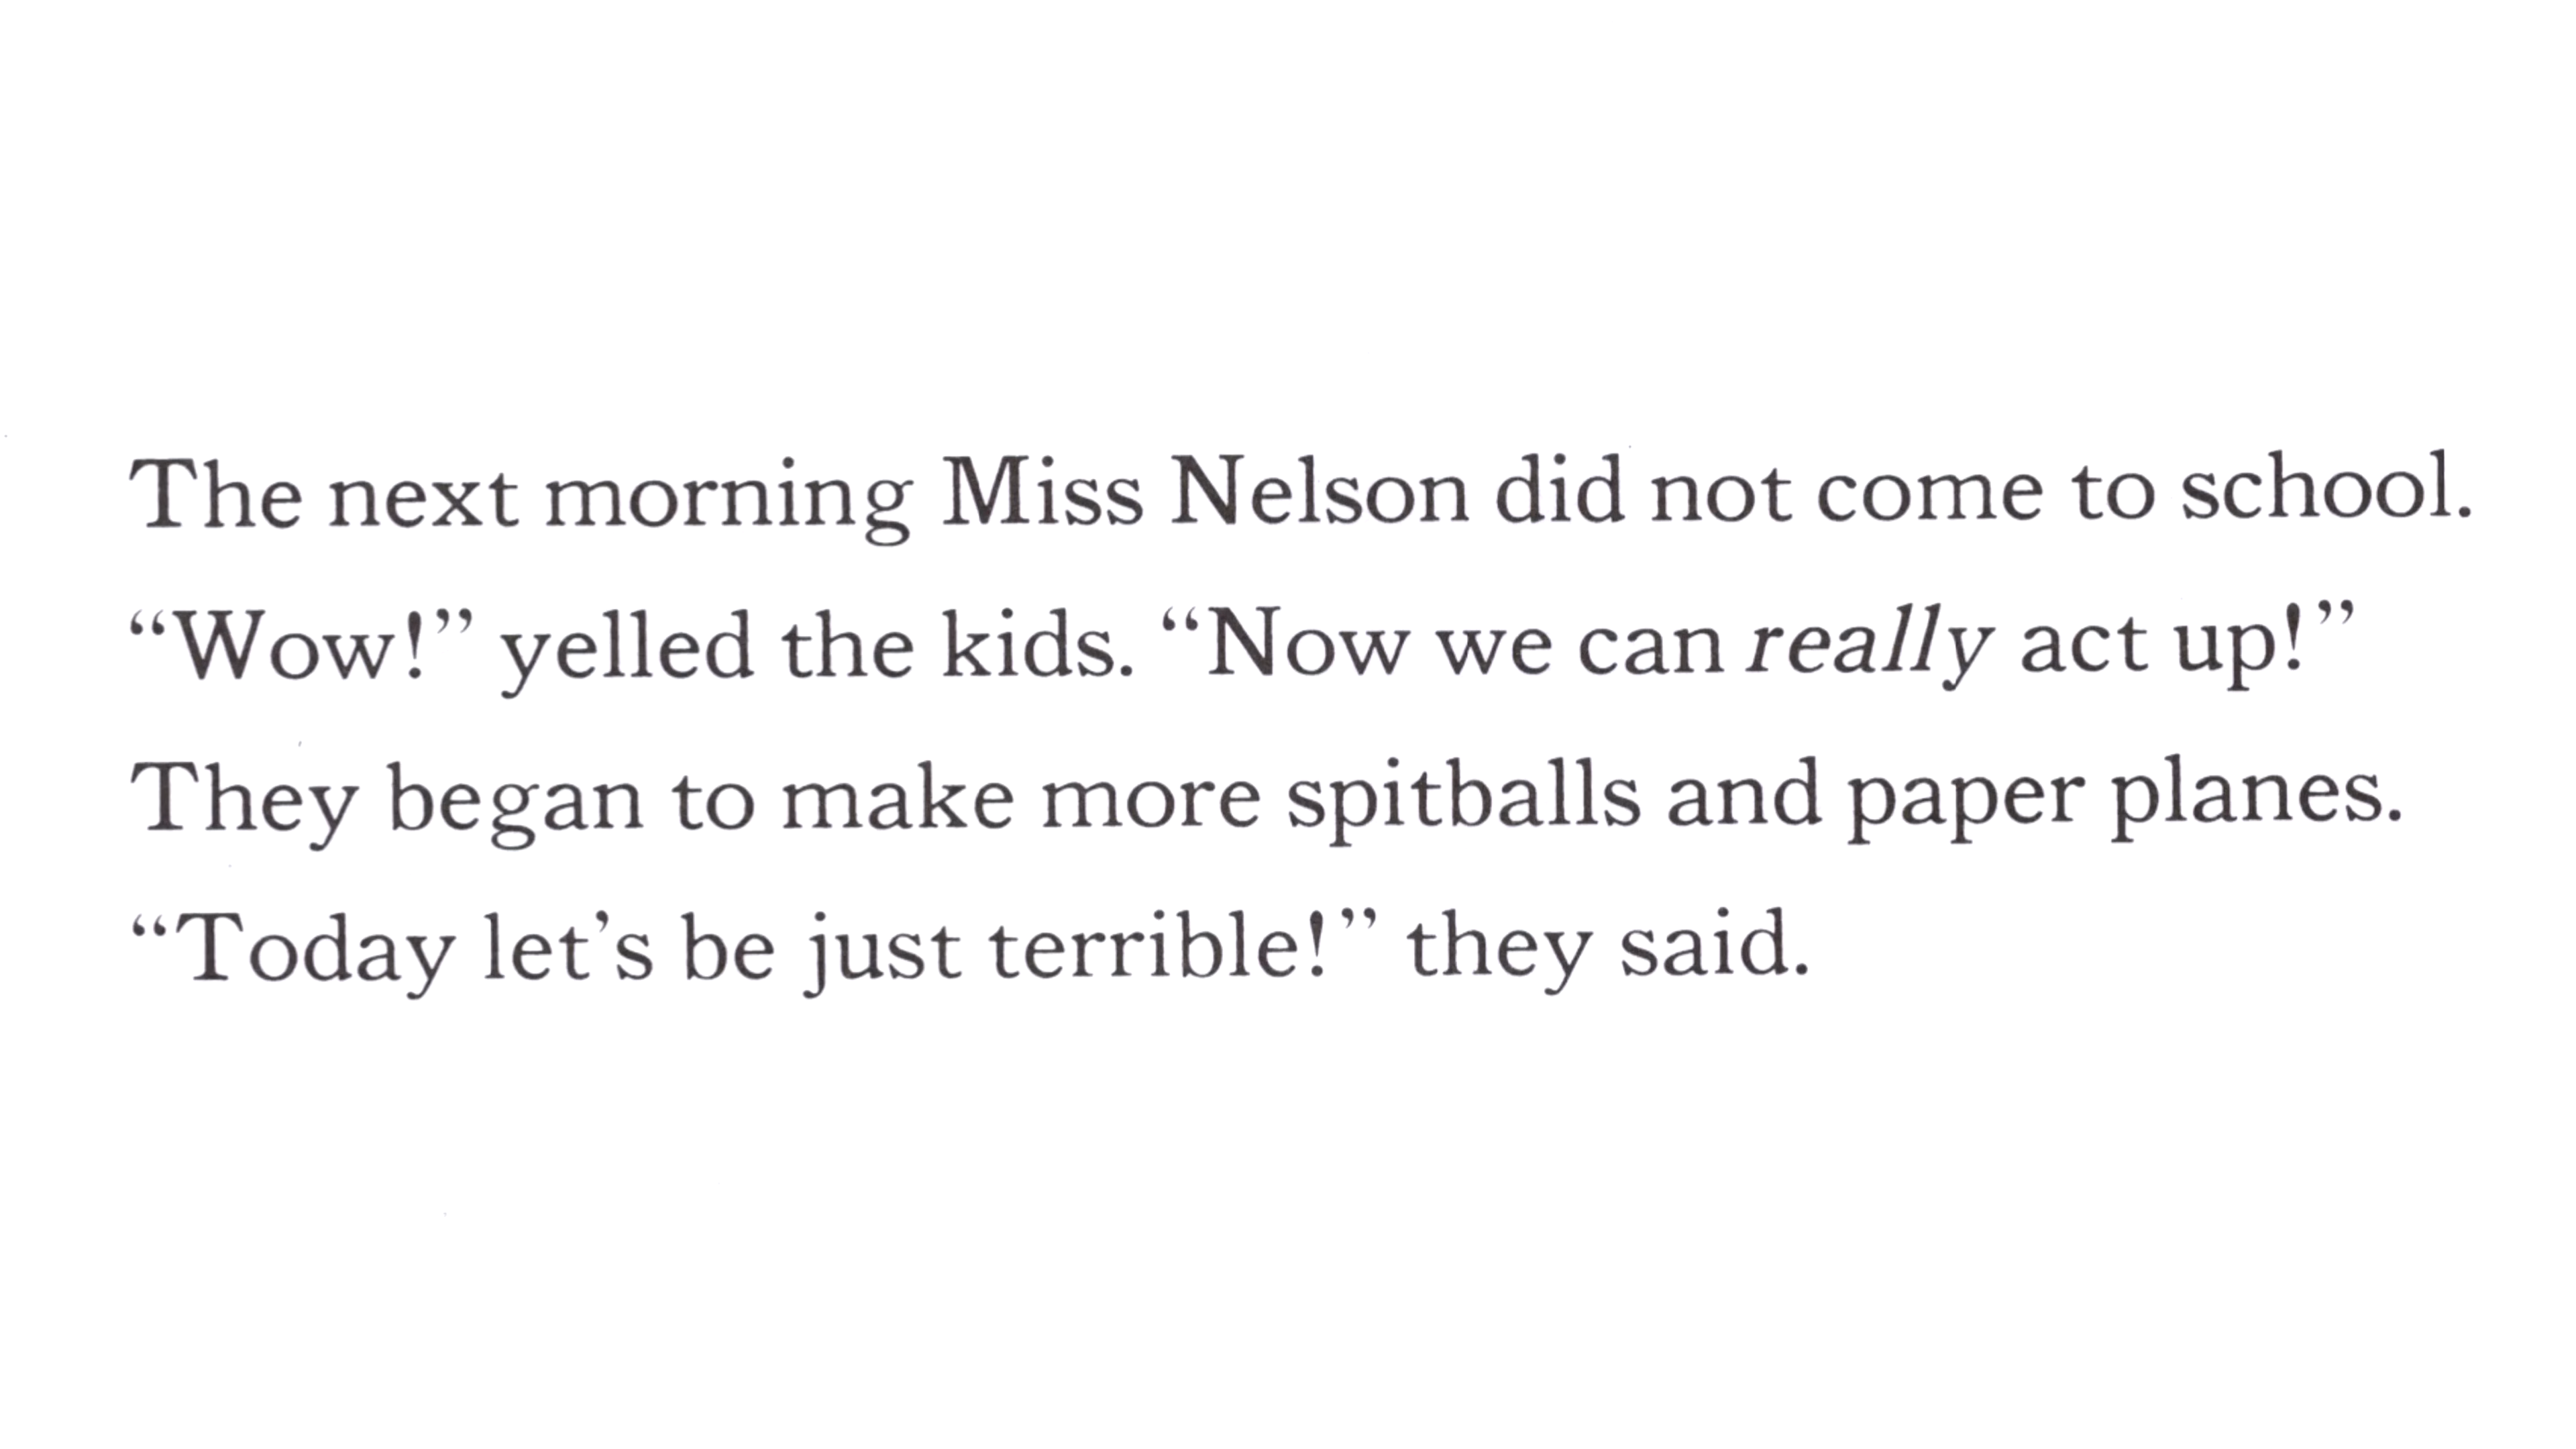 The next morning Miss Nelson did not come to school.
“Wow!” yelled the kids. “Now we can really act up!”
They began to make more spitballs and paper planes.
“Today let’s be just terrible!” they said.